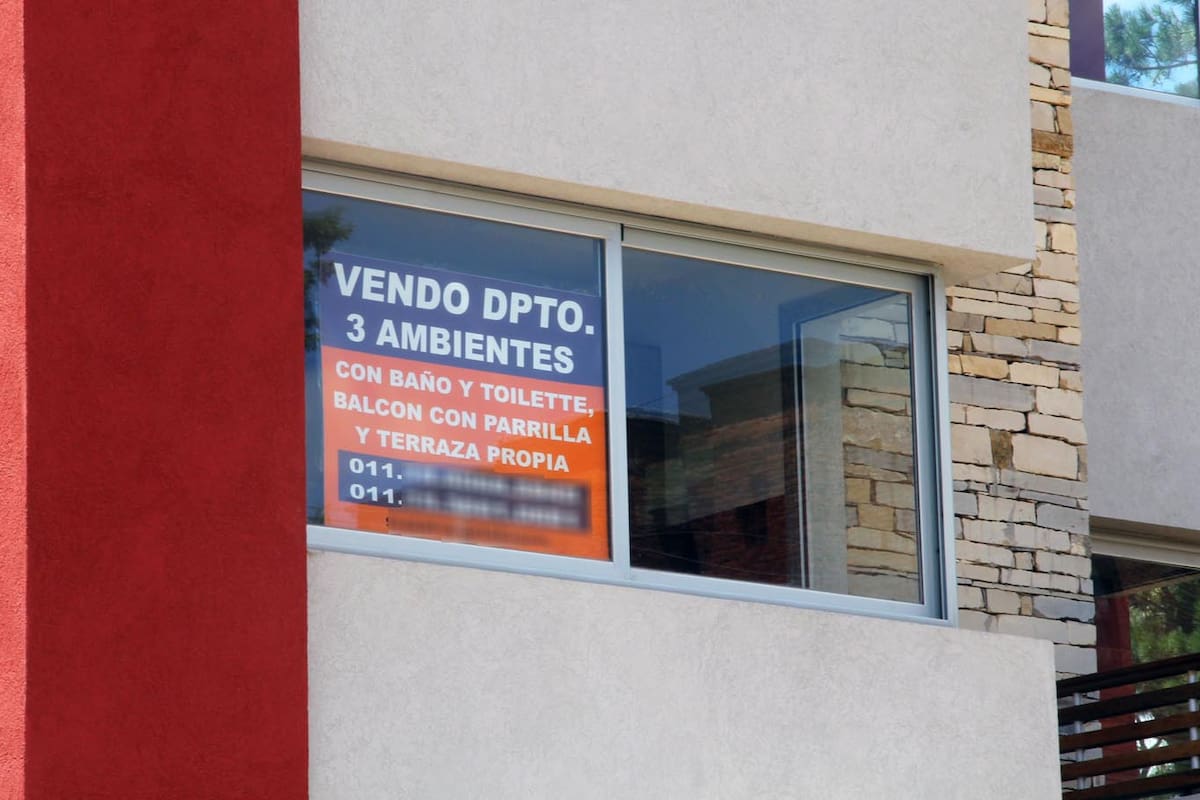 VENDO DPTO.
3 AMBIENTES
CON BAÑO Y TOILETTE,
BALCON CON PARRILLA
Y TERRAZA PROPIA
011.
011.